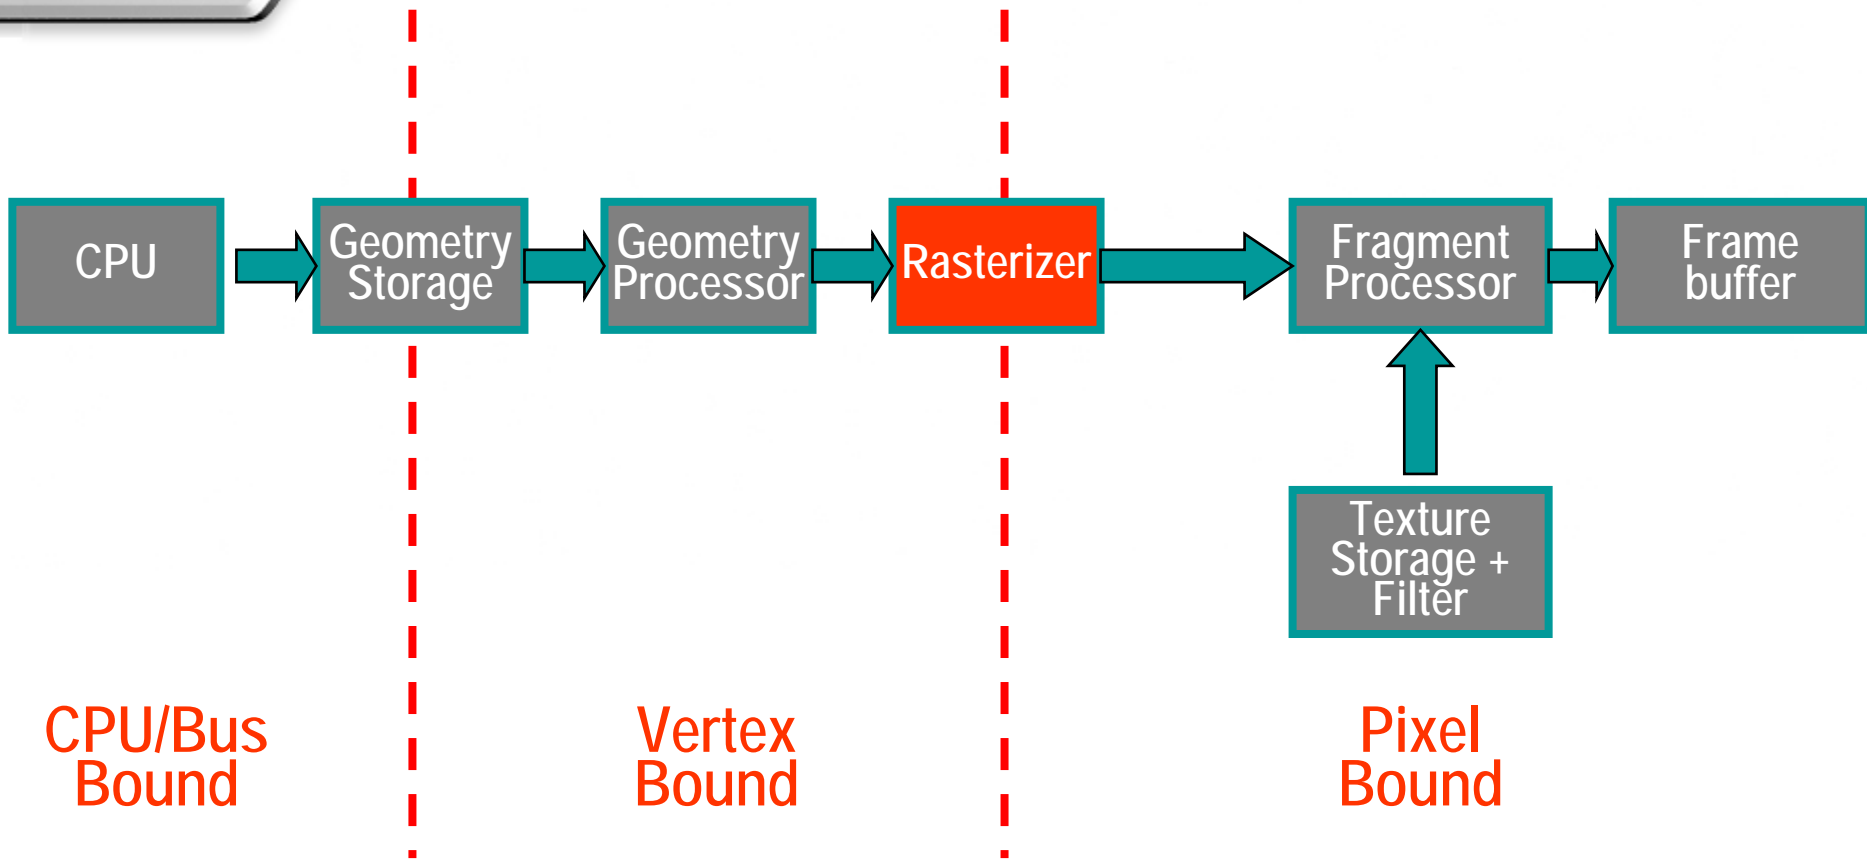 CPU
Geometry
Storage
Geometry
Processor
Rasterizer
Fragment
Processor
Frame
buffer
Texture
Storage +
Filter
CPU/Bus
Bound
Vertex
Bound
Pixel
Bound